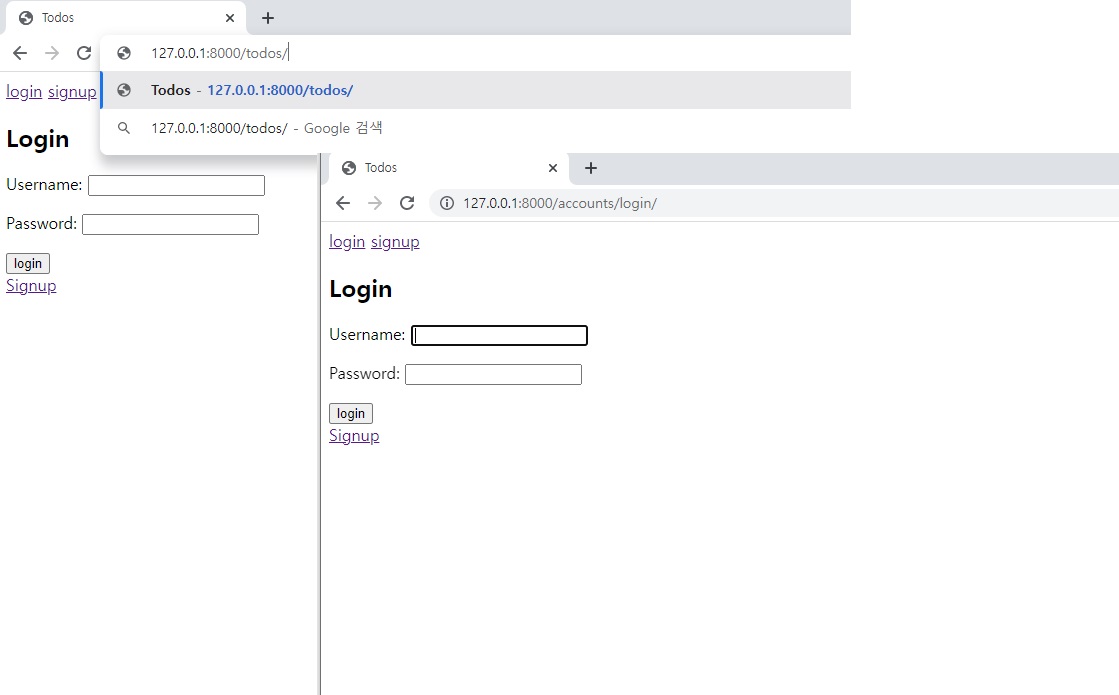 Todos
127.0.0.1:8000/todos/
Todos - 127.0.0.1:8000/todos/
127.0.0.1:8000/todos/ - Google 검색
login signup
Login
Username:
Password:
login
Signup
Todos
127.0.0.1:8000/accounts/login/
login signup
Login
Username:
Password:
login
Signup